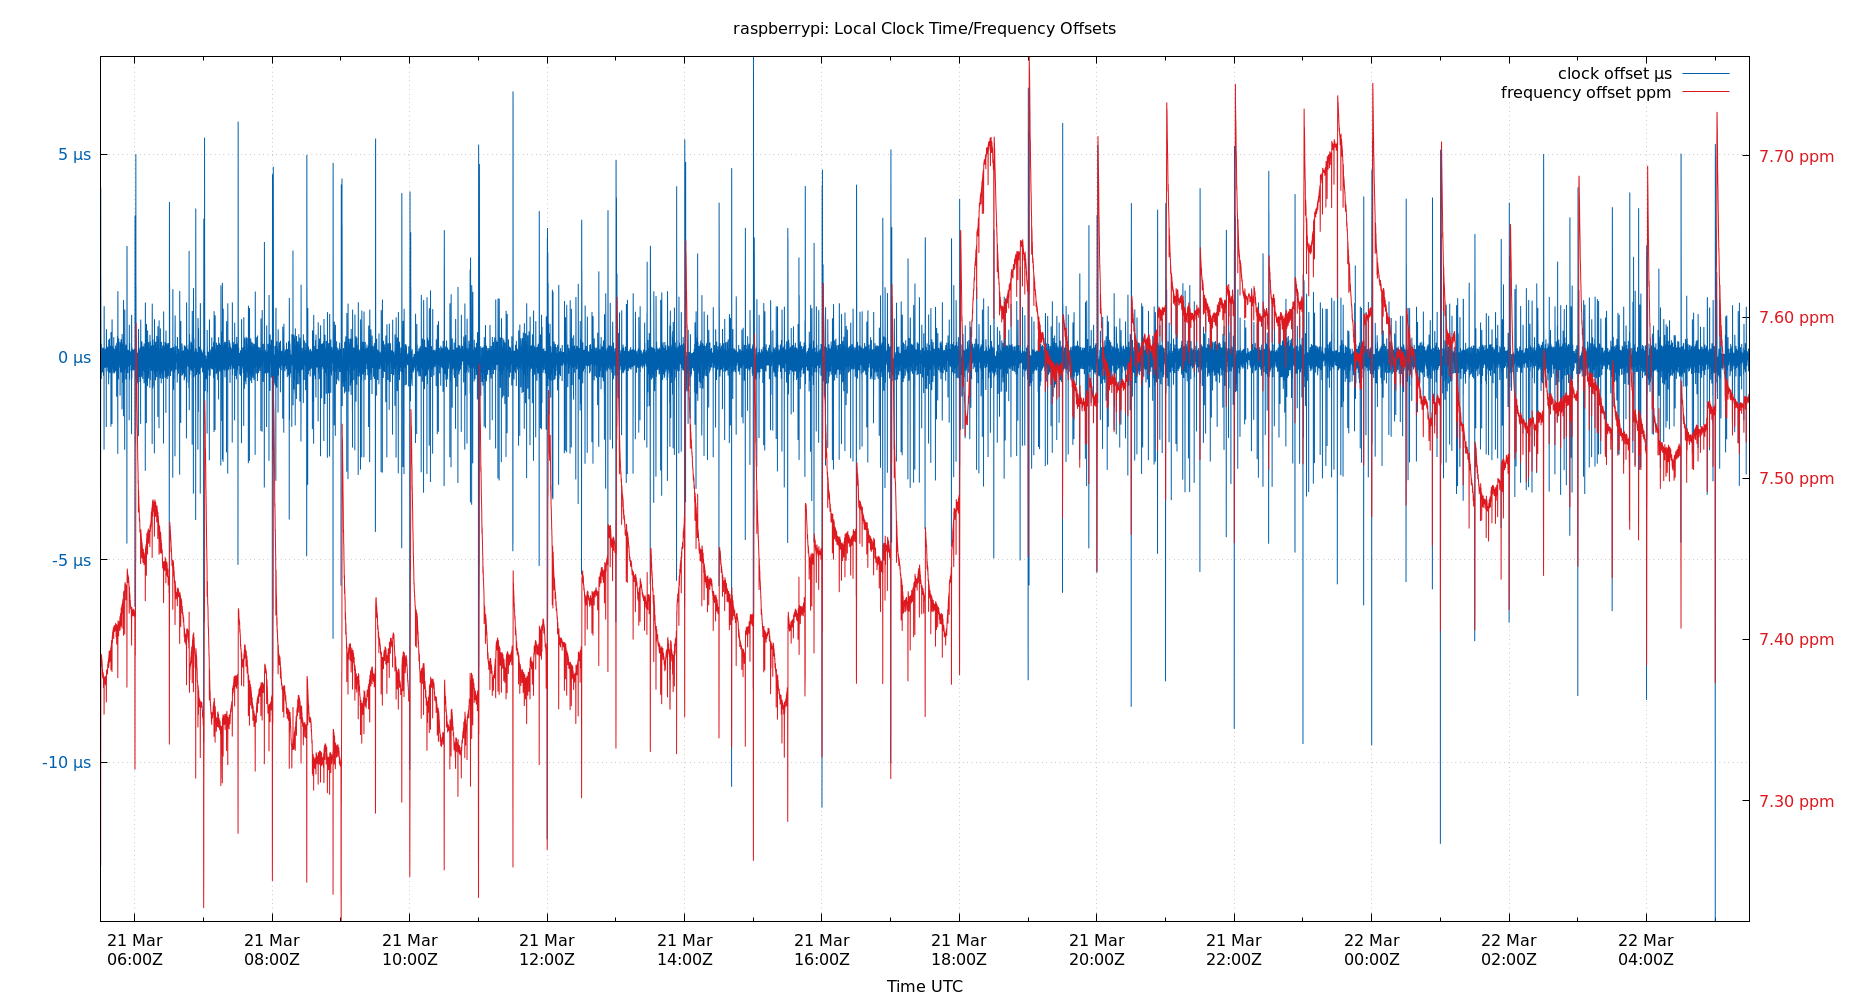 raspberrypi: Local Clock Time/Frequency Offsets
clock offset µs
frequency offset ppm
5 µs
0 µs
-5 µs
-10 µs
7.70 ppm
7.60 ppm
7.50 ppm
7.40 ppm
7.30 ppm
21 Mar 21 Mar 21 Mar 21 Mar 21 Mar 21 Mar 21 Mar 21 Mar 21 Mar 22 Mar 22 Mar 22 Mar
06:00Z 08:00Z 10:00Z 12:00Z 14:00Z 16:00Z 18:00Z 20:00Z 22:00Z 00:00Z 02:00Z 04:00Z
Time UTC